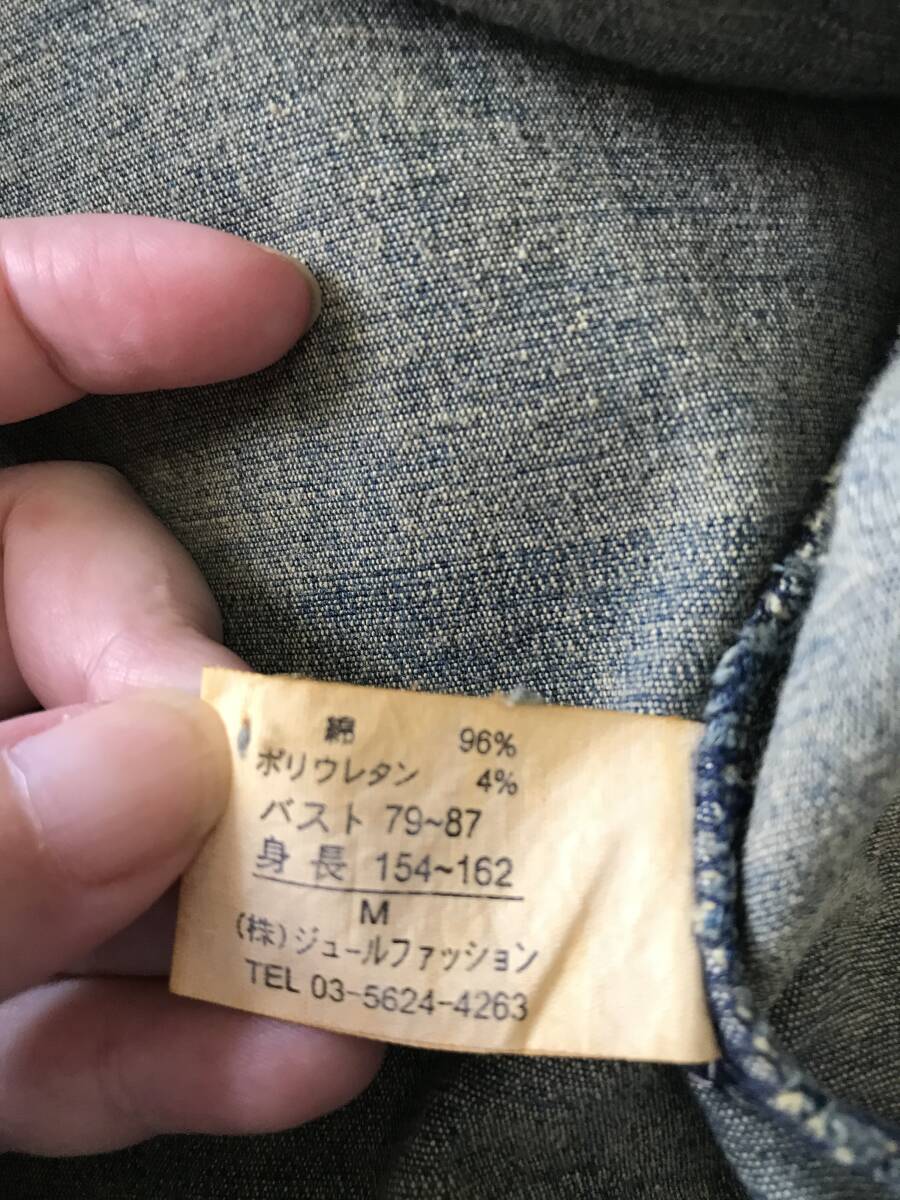 綿 96%
ポリウレタン 4%
バスト 79~87
身長 154~162
M
(株)ジュールファッション
TEL 03-5624-4263